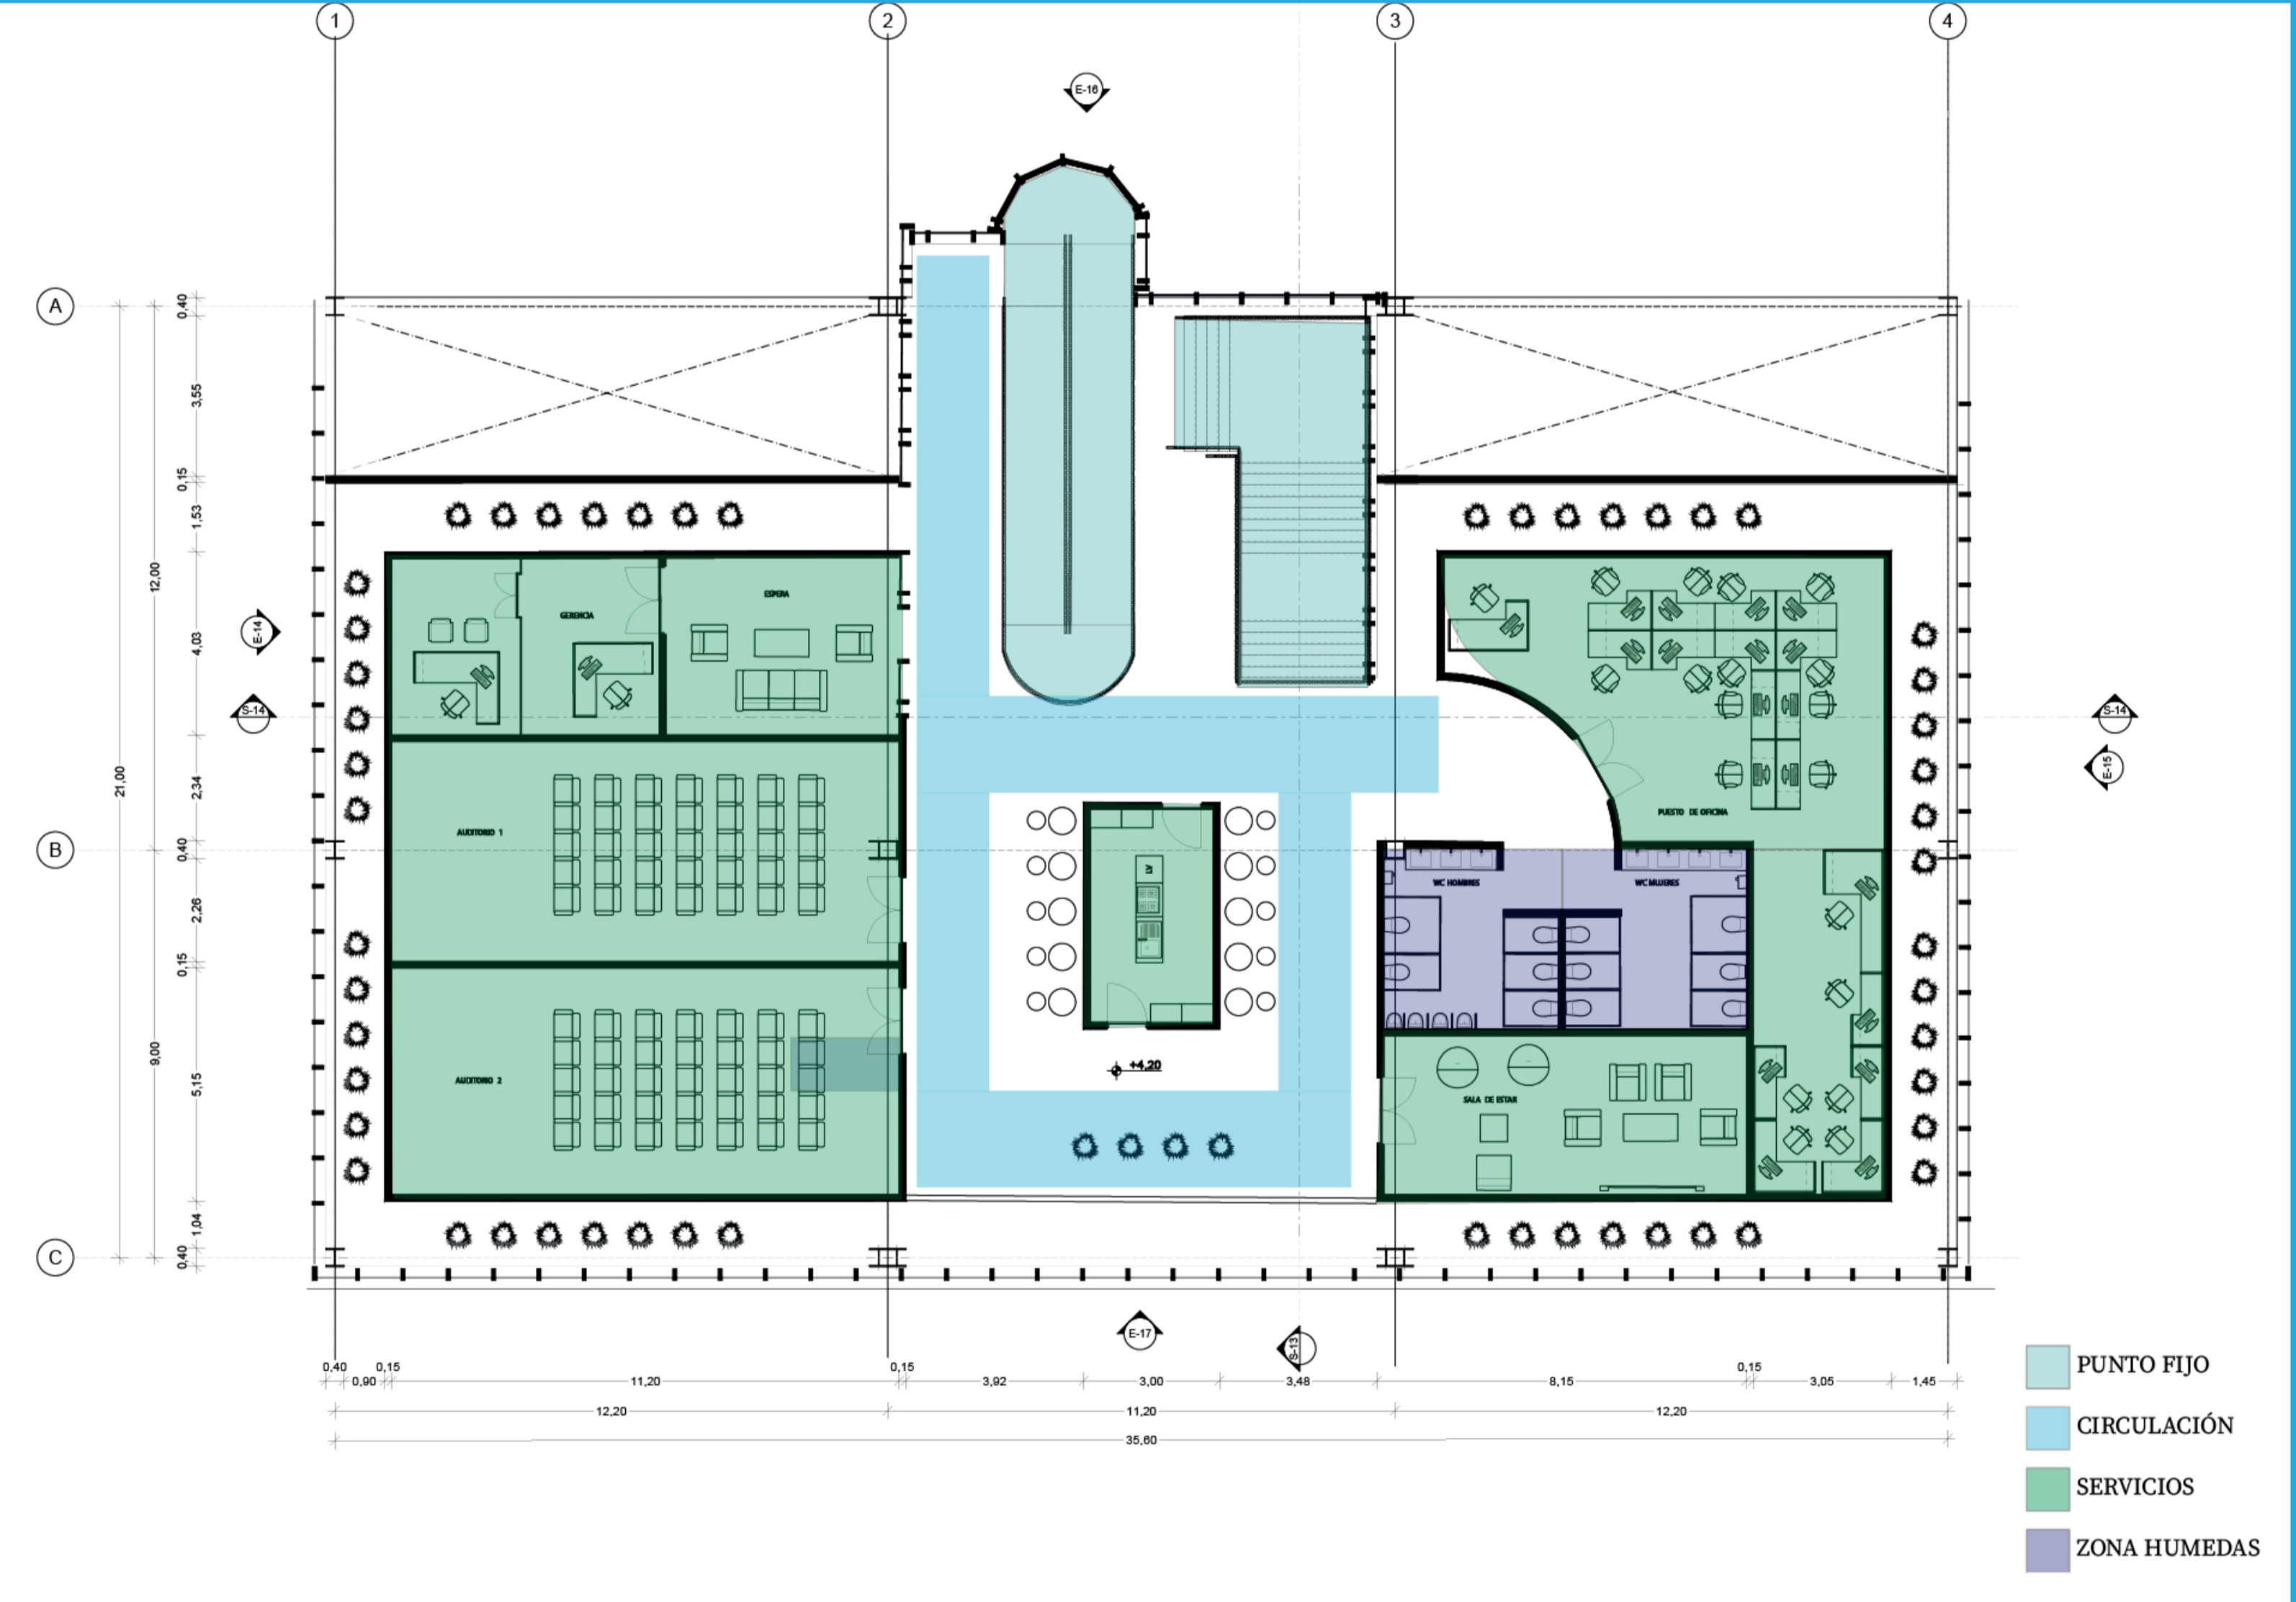 1 2 3 4
E-16
A
0,40
3,55
0,15
1,53
12,00
4,03
21,00
2,34
B
0,40
2,26
0,15
9,00
5,15
1,04
C
0,40
E-14
S-14
S-14
E-15
GERENCIA
ESPERA
AUDITORIO 1
AUDITORIO 2
LV
+4,20
PUESTO DE OFICINA
WC HOMBRES
WC MUJERES
SALA DE ESTAR
E-17
S-13
0,40 0,15 0,15 0,15
0,90 11,20 3,92 3,00 3,48 8,15 3,05 1,45
12,20 11,20 12,20
35,60
PUNTO FIJO
CIRCULACIÓN
SERVICIOS
ZONA HUMEDAS